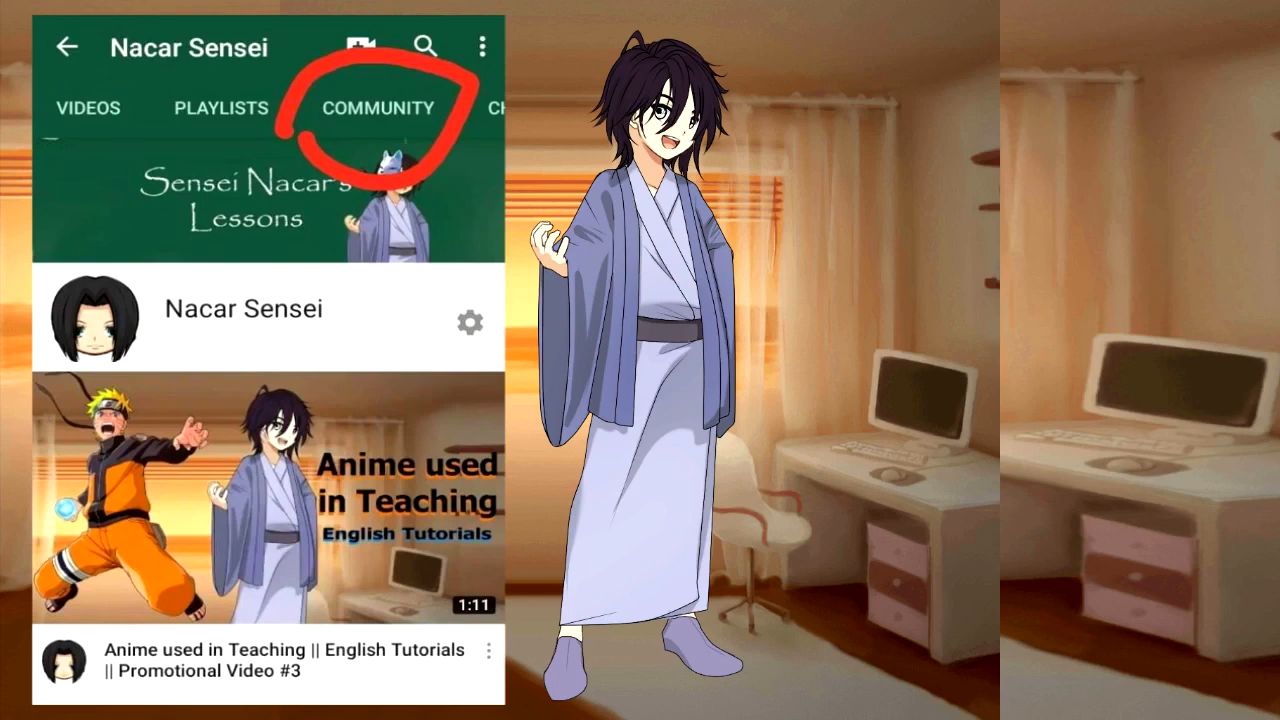 Nacar Sensei
VIDEOS PLAYLISTS COMMUNITY CH
Sensei Nacar's
Lessons
Nacar Sensei
Anime used
in Teaching
English Tutorials
1:11
Anime used in Teaching || English Tutorials
|| Promotional Video #3